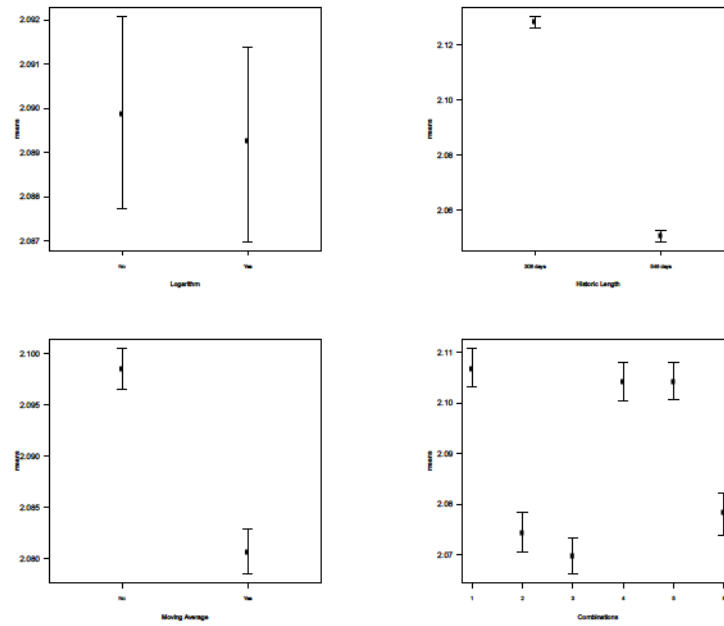 2.092
2.091
2.090
2.089
2.088
2.087
means
No Yes
Logarithm
2.12
2.10
2.08
2.06
means
days days
Historic Length
2.100
2.095
2.090
2.085
2.080
means
No Yes
Moving Average
2.11
2.10
2.09
2.08
2.07
means
1 2 3 4 5 6
Combinations